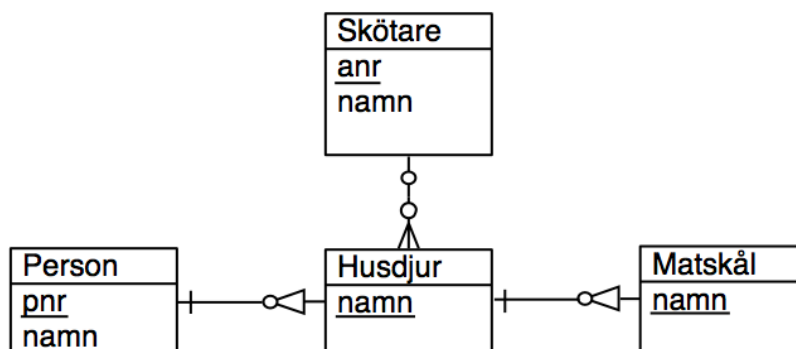 Skötare
anr
namn
Person
pnr
namn
Husdjur
namn
Matskål
namn